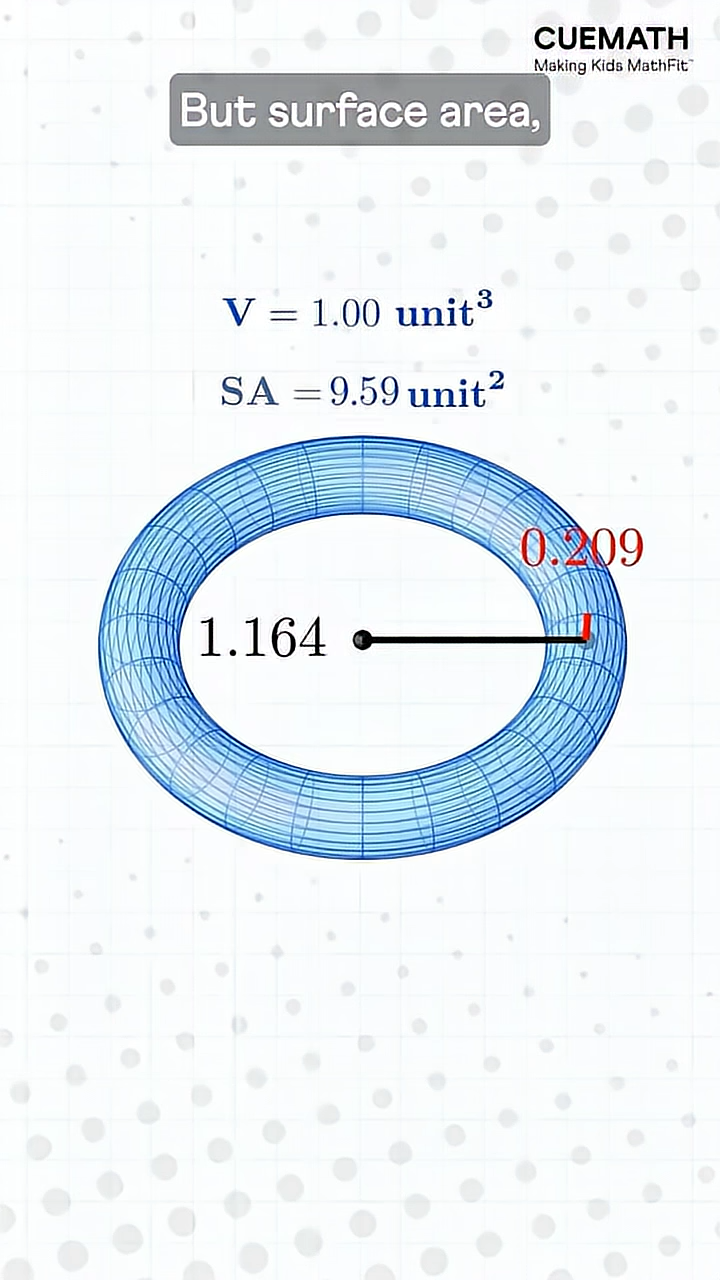 CUEMATH
Making Kids MathFit™
But surface area,
V = 1.00 unit³
SA = 9.59 unit²
0.209
1.164